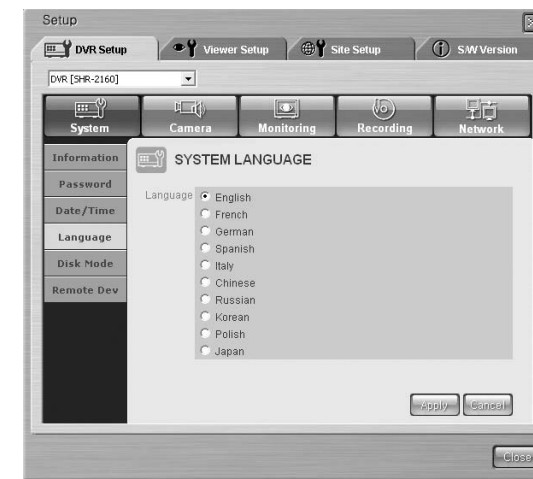 Setup
DVR Setup
Viewer Setup
Site Setup
S/W Version
DVR [SHR-2160]
System
Camera
Monitoring
Recording
Network
Information
Password
Date/Time
Language
Disk Mode
Remote Dev
SYSTEM LANGUAGE
Language
English
French
German
Spanish
Italy
Chinese
Russian
Korean
Polish
Japan
Apply
Cancel
Close